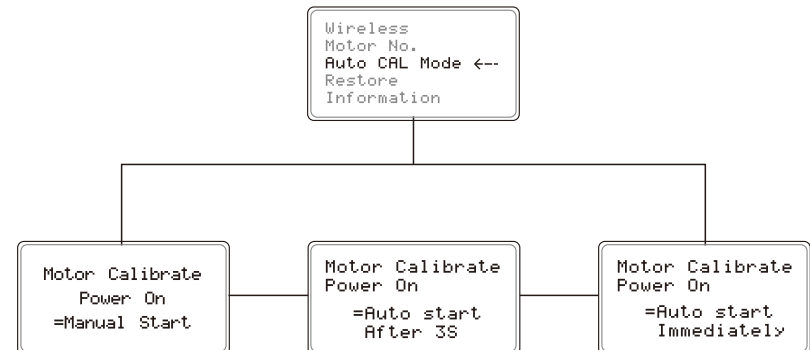 Wireless
Motor No.
Auto CAL Mode ←--
Restore
Information
Motor Calibrate
Power On
=Manual Start
Motor Calibrate
Power On
=Auto start
After 3S
Motor Calibrate
Power On
=Auto start
Immediately